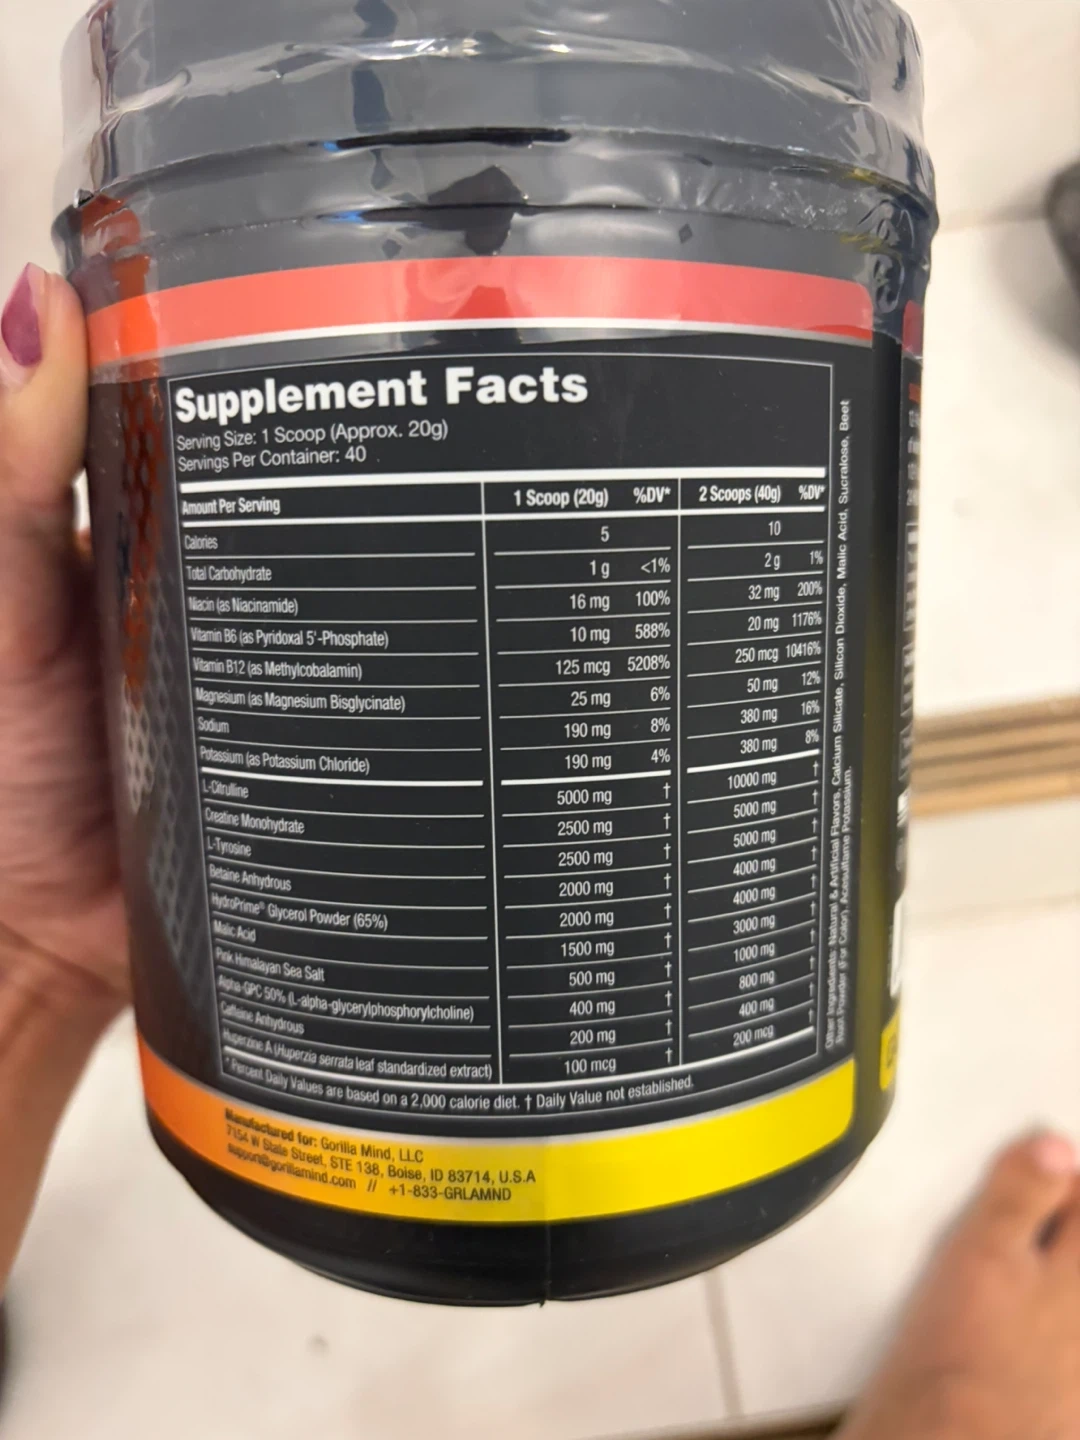 Supplement Facts
Serving Size: 1 Scoop (Approx. 20g)
Servings Per Container: 40
Amount Per Serving 1 Scoop (20g) %DV* 2 Scoops (40g) %DV*
Calories 5 10
Total Carbohydrate 1 g <1% 2 g 1%
Niacin (as Niacinamide) 16 mg 100% 32 mg 200%
Vitamin B6 (as Pyridoxal 5'-Phosphate) 10 mg 588% 20 mg 1176%
Vitamin B12 (as Methylcobalamin) 125 mcg 5208% 250 mcg 10416%
Magnesium (as Magnesium Bisglycinate) 25 mg 6% 50 mg 12%
Sodium 190 mg 8% 380 mg 16%
Potassium (as Potassium Chloride) 190 mg 4% 380 mg 8%
L-Citrulline 5000 mg † 10000 mg †
Creatine Monohydrate 2500 mg † 5000 mg †
L-Tyrosine 2500 mg † 5000 mg †
Betaine Anhydrous 2000 mg † 4000 mg †
HydroPrime® Glycerol Powder (65%) 2000 mg † 4000 mg †
Malic Acid 1500 mg † 3000 mg †
Pink Himalayan Sea Salt 500 mg † 1000 mg †
Alpha-GPC 50% (L-alpha-glycerylphosphorylcholine) 400 mg † 800 mg †
Caffeine Anhydrous 200 mg † 400 mg †
Huperzine A (Huperzia serrata leaf standardized extract) 100 mcg † 200 mcg †
* Percent Daily Values are based on a 2,000 calorie diet. † Daily Value not established.
Other Ingredients: Natural & Artificial Flavors, Calcium Silicate, Silicon Dioxide, Malic Acid, Sucralose, Beet
Root Powder (For Color), Acesulfame Potassium.
Manufactured for: Gorilla Mind, LLC
7154 W State Street, STE 138, Boise, ID 83714, U.S.A
support@gorillamind.com // +1-833-GRLAMND